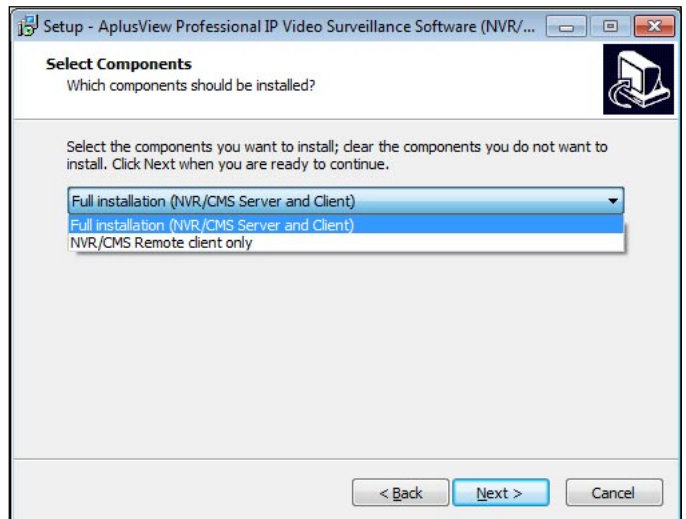 Setup - AplusView Professional IP Video Surveillance Software (NVR/...
Select Components
Which components should be installed?
Select the components you want to install; clear the components you do not want to
install. Click Next when you are ready to continue.
Full installation (NVR/CMS Server and Client)
Full installation (NVR/CMS Server and Client)
NVR/CMS Remote client only
< Back
Next >
Cancel